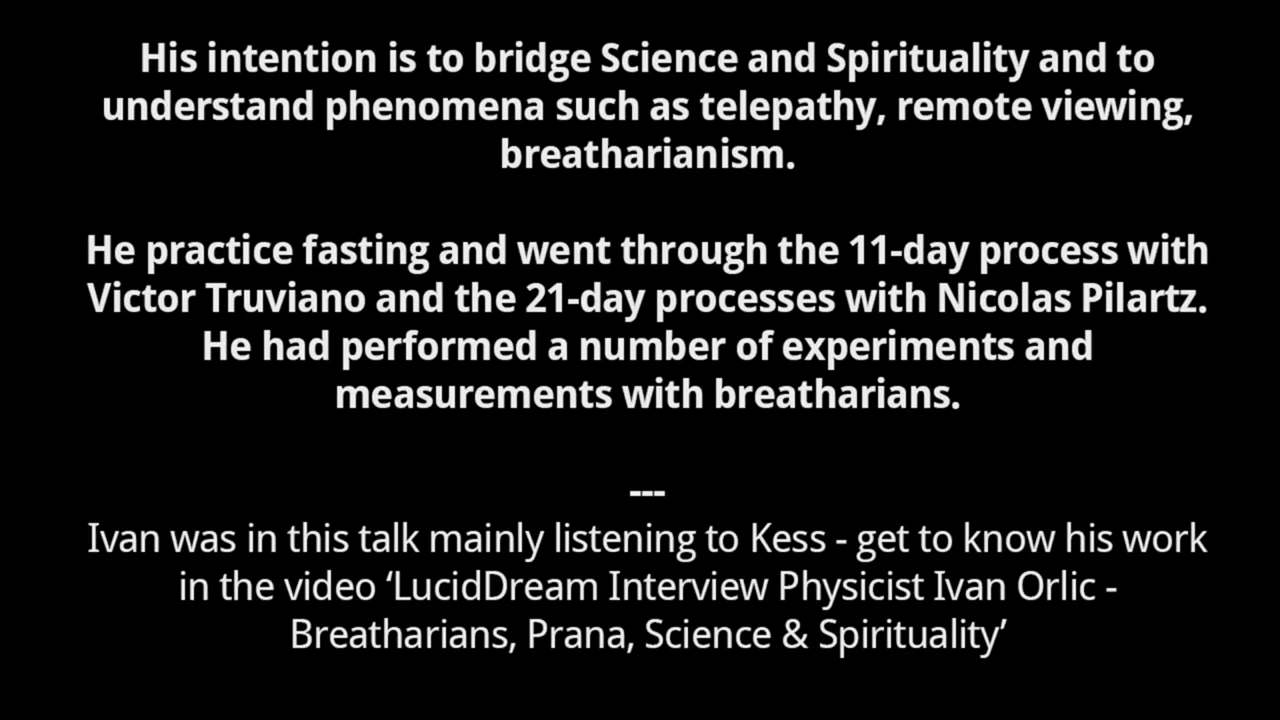 His intention is to bridge Science and Spirituality and to
understand phenomena such as telepathy, remote viewing,
breatharianism.
He practice fasting and went through the 11-day process with
Victor Truviano and the 21-day processes with Nicolas Pilartz.
He had performed a number of experiments and
measurements with breatharians.
---
Ivan was in this talk mainly listening to Kess - get to know his work
in the video ‘LucidDream Interview Physicist Ivan Orlic -
Breatharians, Prana, Science & Spirituality’